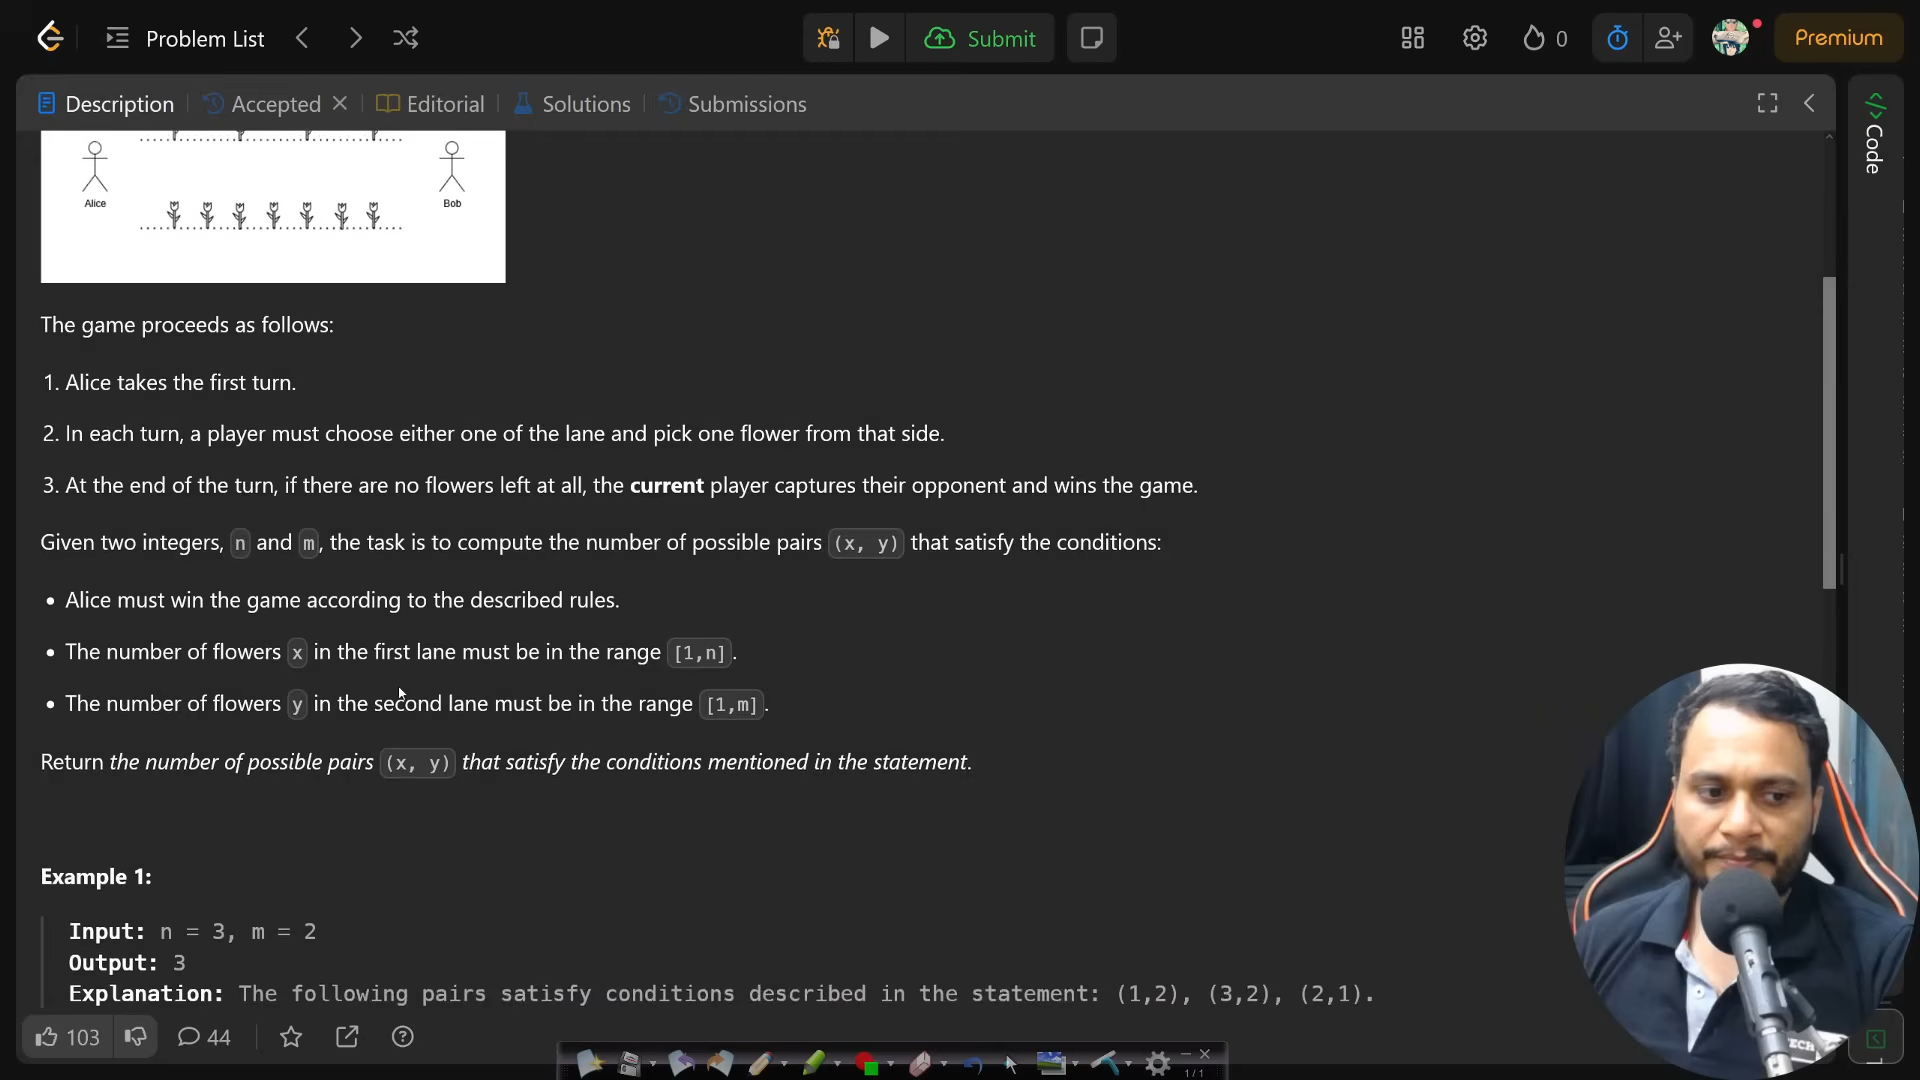 Problem List
Submit
0
Premium
Description
Accepted
Editorial
Solutions
Submissions
Code
Alice
Bob
The game proceeds as follows:
1. Alice takes the first turn.
2. In each turn, a player must choose either one of the lane and pick one flower from that side.
3. At the end of the turn, if there are no flowers left at all, the current player captures their opponent and wins the game.
Given two integers, n and m, the task is to compute the number of possible pairs (x, y) that satisfy the conditions:
• Alice must win the game according to the described rules.
• The number of flowers x in the first lane must be in the range [1,n].
• The number of flowers y in the second lane must be in the range [1,m].
Return the number of possible pairs (x, y) that satisfy the conditions mentioned in the statement.
Example 1:
Input: n = 3, m = 2
Output: 3
Explanation: The following pairs satisfy conditions described in the statement: (1,2), (3,2), (2,1).
103
44
1/1